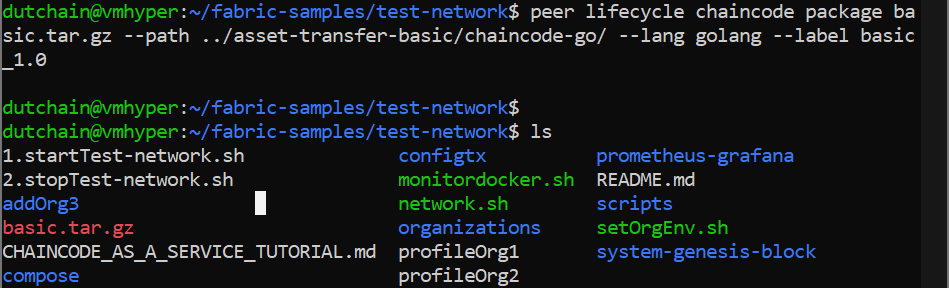 dutchain@vmhyper:~/fabric-samples/test-network$ peer lifecycle chaincode package ba
sic.tar.gz --path ../asset-transfer-basic/chaincode-go/ --lang golang --label basic
_1.0
dutchain@vmhyper:~/fabric-samples/test-network$
dutchain@vmhyper:~/fabric-samples/test-network$ ls
1.startTest-network.sh configtx prometheus-grafana
2.stopTest-network.sh monitordocker.sh README.md
addOrg3 network.sh scripts
basic.tar.gz organizations setOrgEnv.sh
CHAINCODE_AS_A_SERVICE_TUTORIAL.md profileOrg1 system-genesis-block
compose profileOrg2